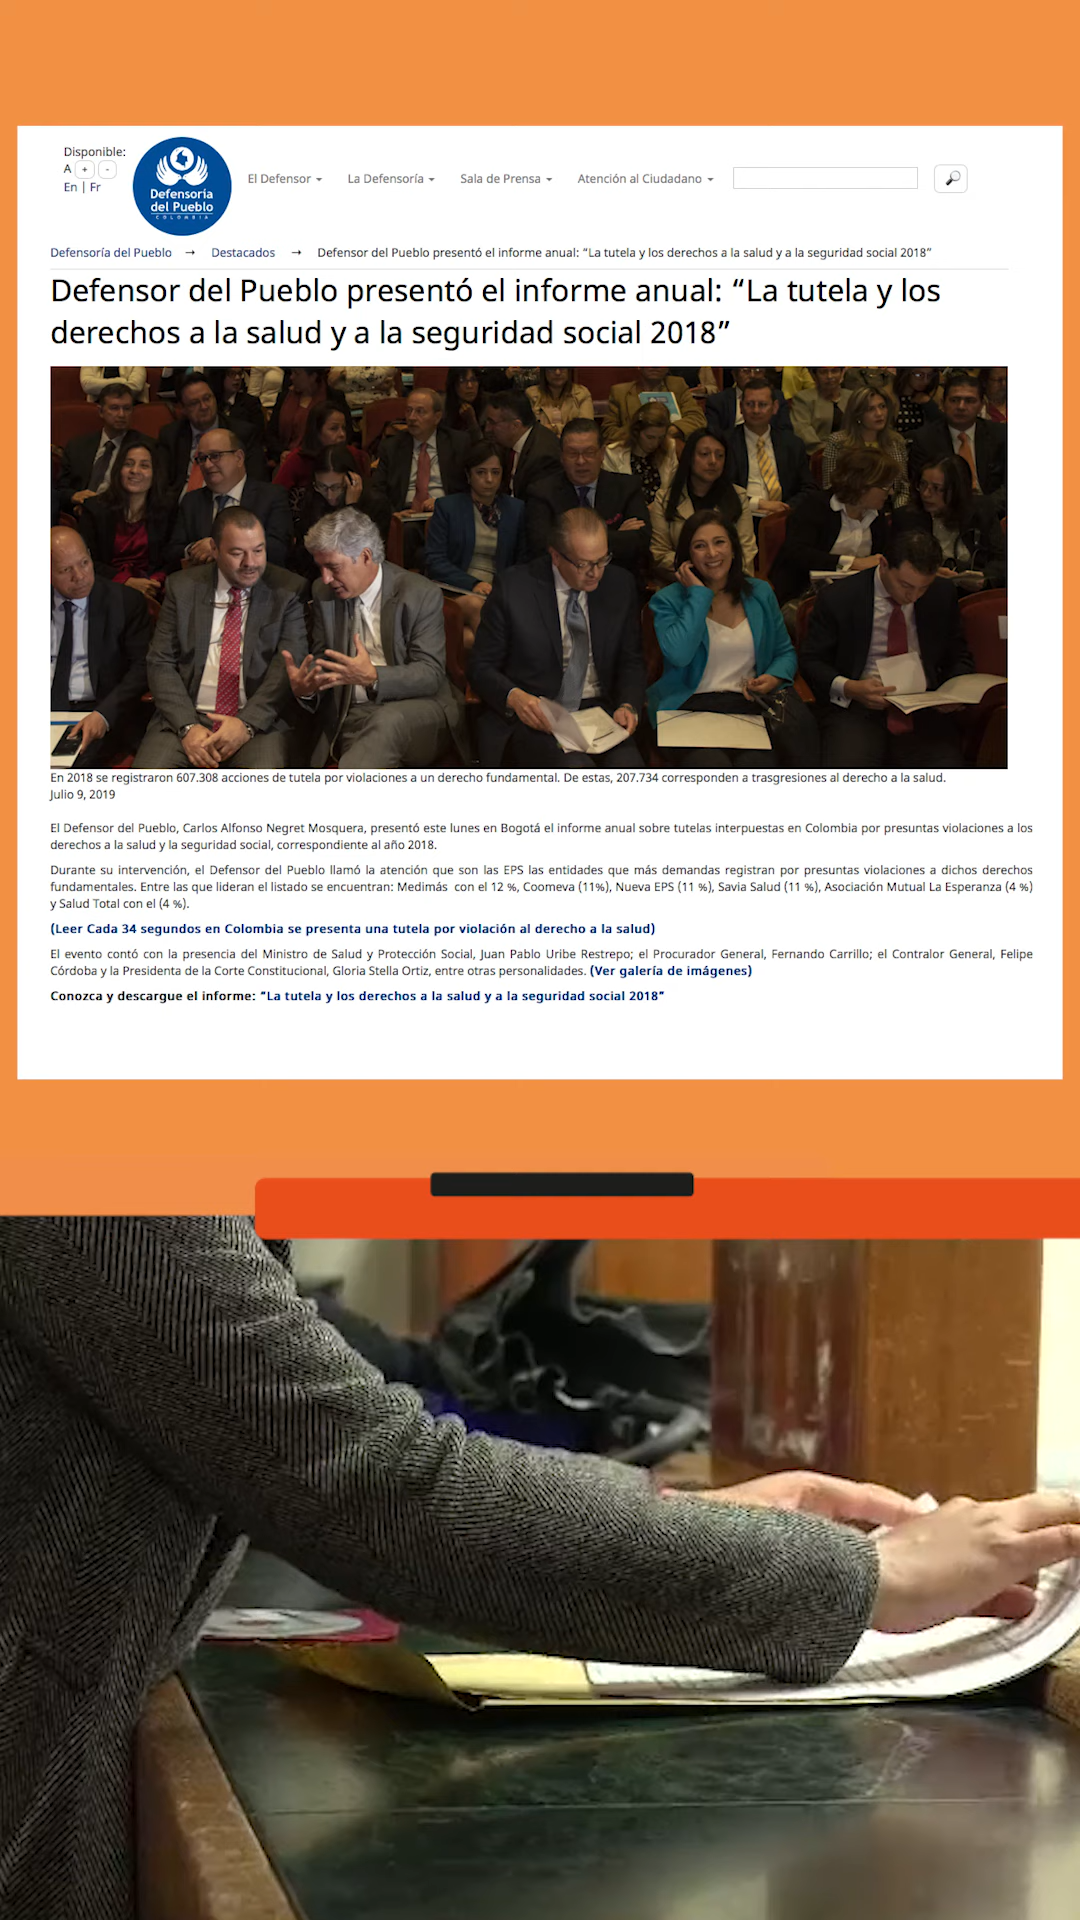 Disponible:
A + -
En | Fr
Defensoría
del Pueblo
COLOMBIA
El Defensor
La Defensoría
Sala de Prensa
Atención al Ciudadano
Defensoría del Pueblo → Destacados → Defensor del Pueblo presentó el informe anual: “La tutela y los derechos a la salud y a la seguridad social 2018”
Defensor del Pueblo presentó el informe anual: “La tutela y los
derechos a la salud y a la seguridad social 2018”
En 2018 se registraron 607.308 acciones de tutela por violaciones a un derecho fundamental. De estas, 207.734 corresponden a trasgresiones al derecho a la salud.
Julio 9, 2019
El Defensor del Pueblo, Carlos Alfonso Negret Mosquera, presentó este lunes en Bogotá el informe anual sobre tutelas interpuestas en Colombia por presuntas violaciones a los
derechos a la salud y la seguridad social, correspondiente al año 2018.
Durante su intervención, el Defensor del Pueblo llamó la atención que son las EPS las entidades que más demandas registran por presuntas violaciones a dichos derechos
fundamentales. Entre las que lideran el listado se encuentran: Medimás con el 12 %, Coomeva (11%), Nueva EPS (11 %), Savia Salud (11 %), Asociación Mutual La Esperanza (4 %)
y Salud Total con el (4 %).
(Leer Cada 34 segundos en Colombia se presenta una tutela por violación al derecho a la salud)
El evento contó con la presencia del Ministro de Salud y Protección Social, Juan Pablo Uribe Restrepo; el Procurador General, Fernando Carrillo; el Contralor General, Felipe
Córdoba y la Presidenta de la Corte Constitucional, Gloria Stella Ortiz, entre otras personalidades. (Ver galería de imágenes)
Conozca y descargue el informe: "La tutela y los derechos a la salud y a la seguridad social 2018"